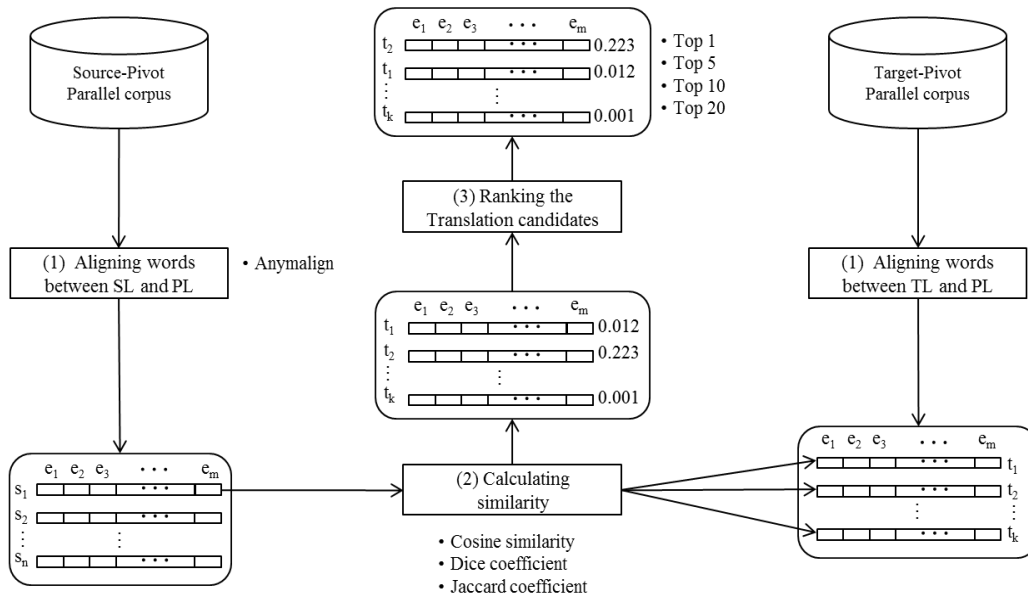 Source-Pivot
Parallel corpus
(1) Aligning words
between SL and PL
• Anymalign
e1 e2 e3 • • • em
s1 • • •
s2 • • •
⋮ ⋮
sn • • •
e1 e2 e3 • • • em
t2 • • • 0.223
t1 • • • 0.012
⋮ ⋮
tk • • • 0.001
• Top 1
• Top 5
• Top 10
• Top 20
(3) Ranking the
Translation candidates
e1 e2 e3 • • • em
t1 • • • 0.012
t2 • • • 0.223
⋮ ⋮
tk • • • 0.001
(2) Calculating
similarity
• Cosine similarity
• Dice coefficient
• Jaccard coefficient
Target-Pivot
Parallel corpus
(1) Aligning words
between TL and PL
e1 e2 e3 • • • em
• • • t1
• • • t2
⋮ ⋮
• • • tk